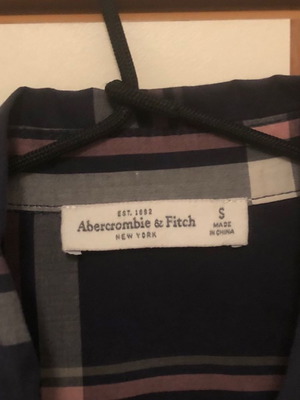 EST. 1892
Abercrombie & Fitch
NEW YORK
S
MADE
IN CHINA